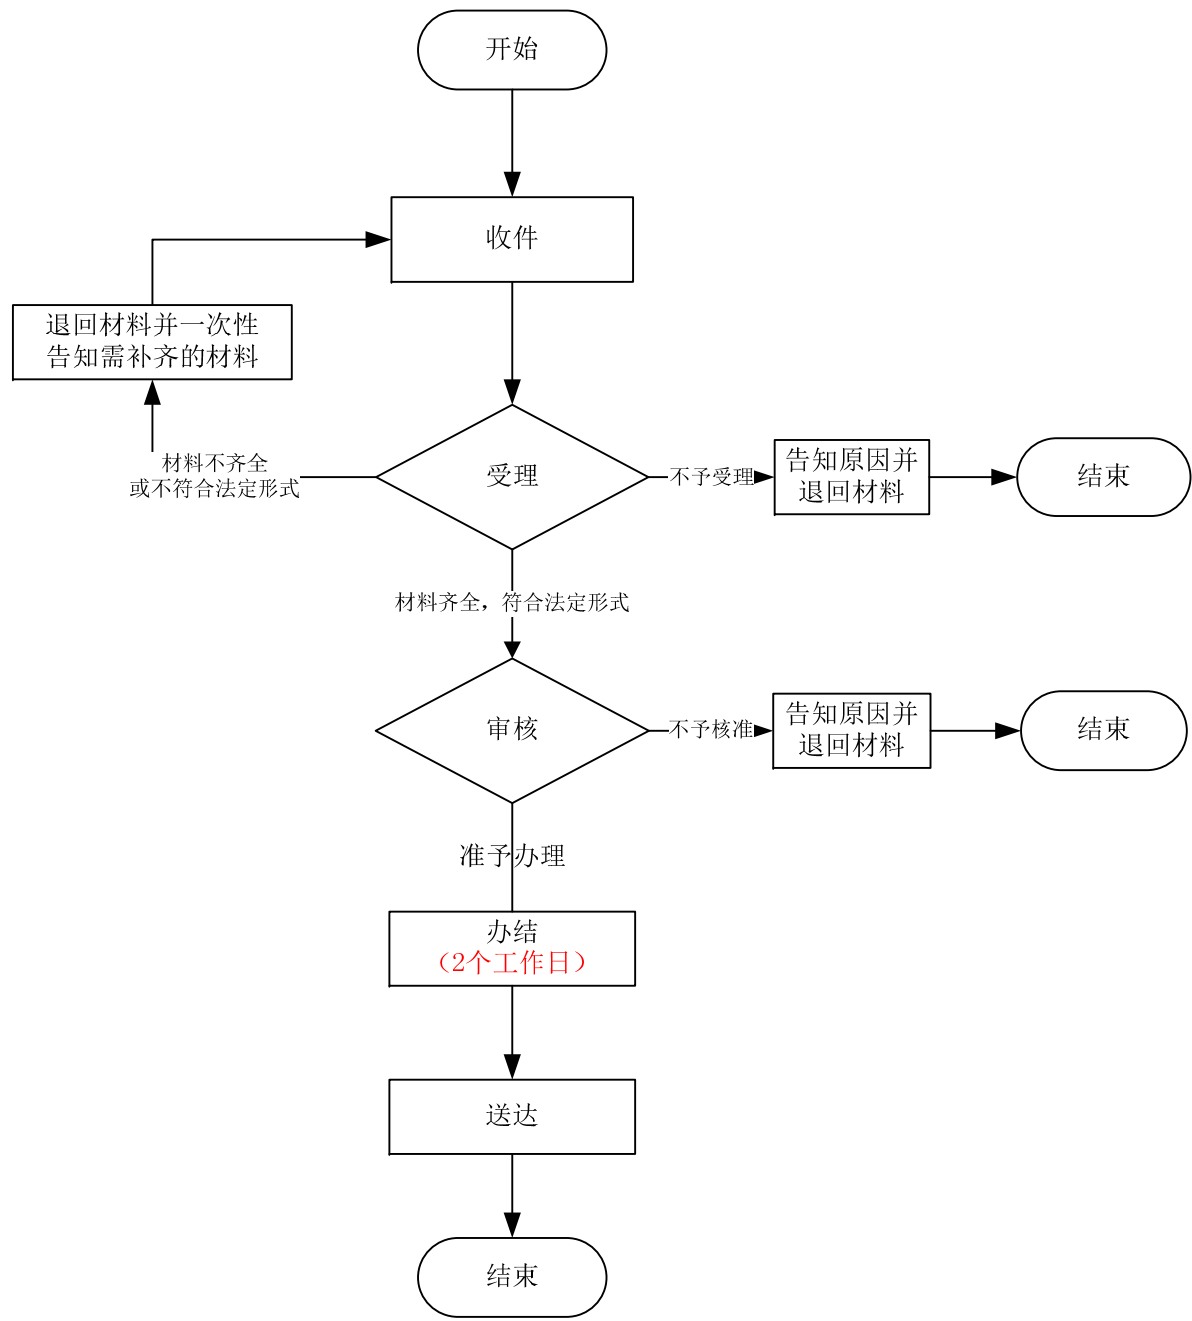 开始
收件
退回材料并一次性
告知需补齐的材料
材料不齐全
或不符合法定形式
受理
不予受理
告知原因并
退回材料
结束
材料齐全，符合法定形式
审核
不予核准
告知原因并
退回材料
结束
准予办理
办结
（2个工作日）
送达
结束